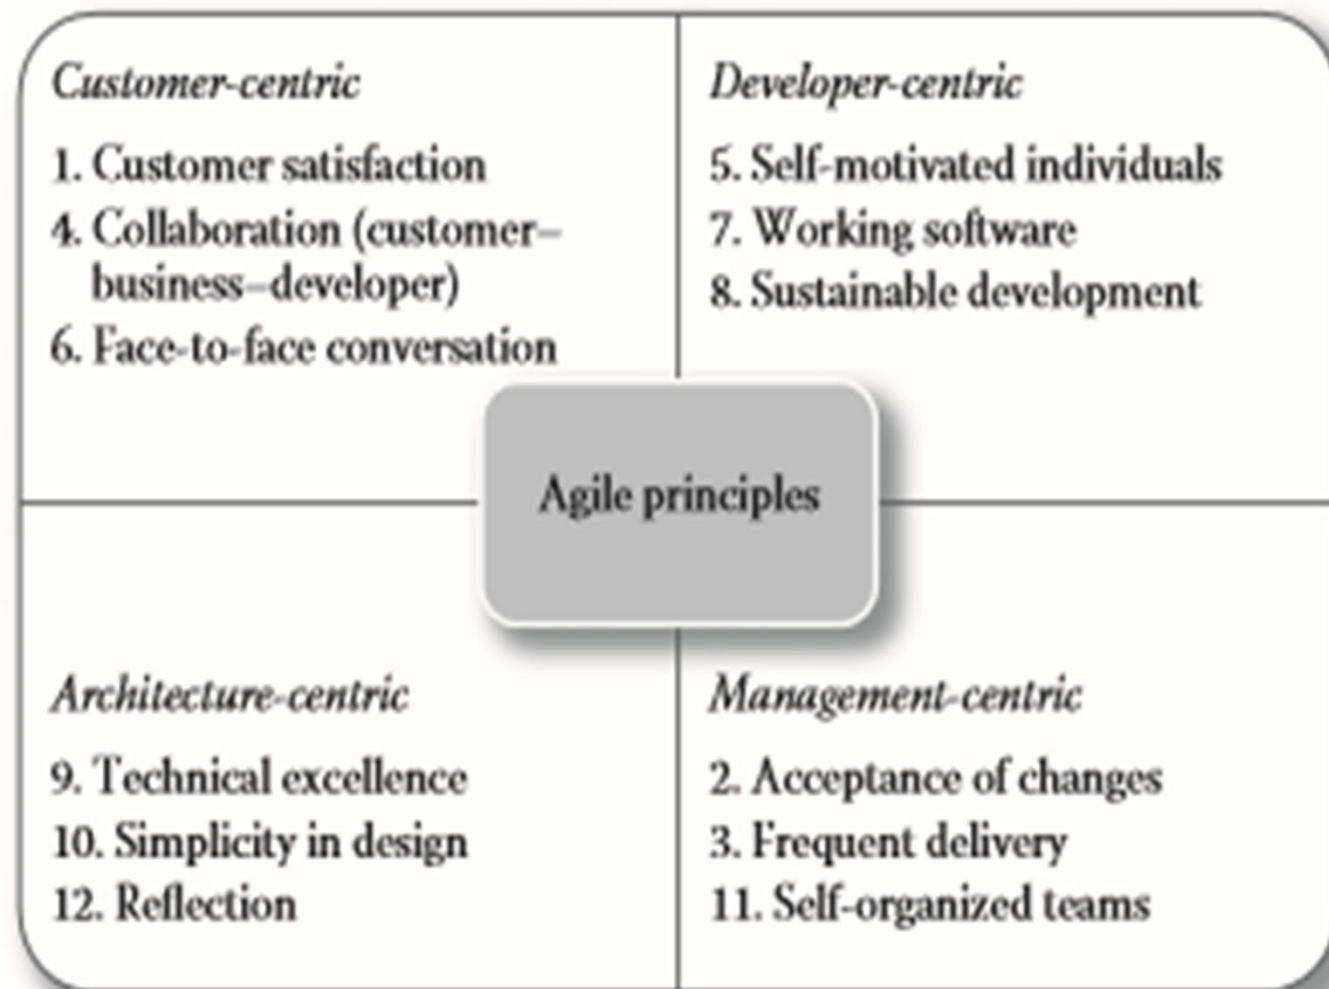 Customer-centric
1. Customer satisfaction
4. Collaboration (customer–
business–developer)
6. Face-to-face conversation
Developer-centric
5. Self-motivated individuals
7. Working software
8. Sustainable development
Agile principles
Architecture-centric
9. Technical excellence
10. Simplicity in design
12. Reflection
Management-centric
2. Acceptance of changes
3. Frequent delivery
11. Self-organized teams